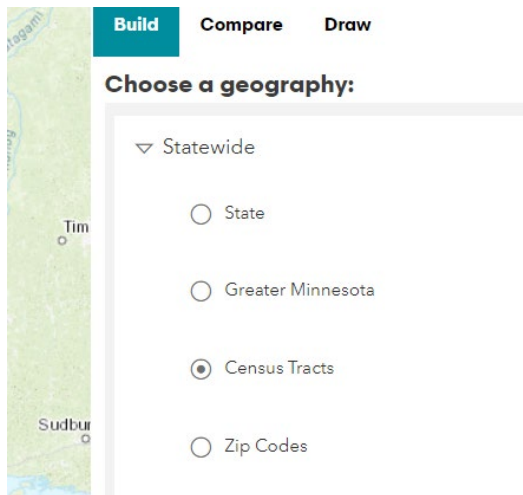 Build Compare Draw
Choose a geography:
Statewide
State
Greater Minnesota
Census Tracts
Zip Codes
Tim
Sudbur